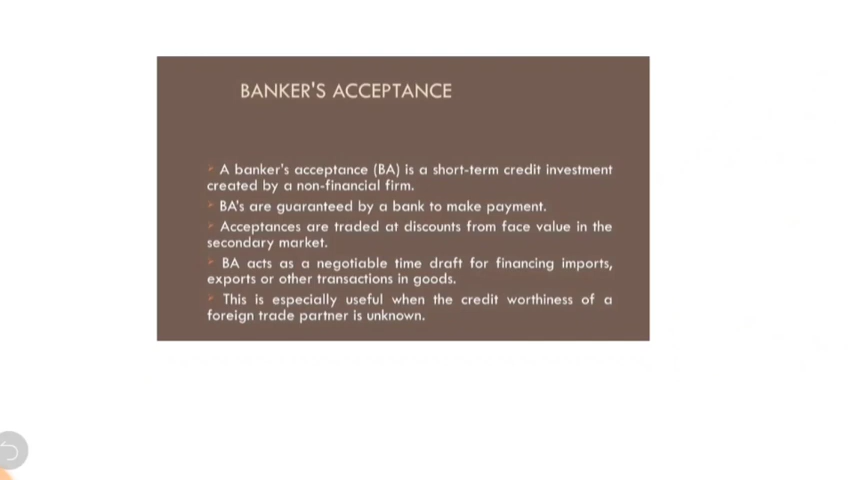 BANKER'S ACCEPTANCE
A banker's acceptance (BA) is a short-term credit investment
created by a non-financial firm.
BA's are guaranteed by a bank to make payment.
Acceptances are traded at discounts from face value in the
secondary market.
BA acts as a negotiable time draft for financing imports,
exports or other transactions in goods.
This is especially useful when the credit worthiness of a
foreign trade partner is unknown.